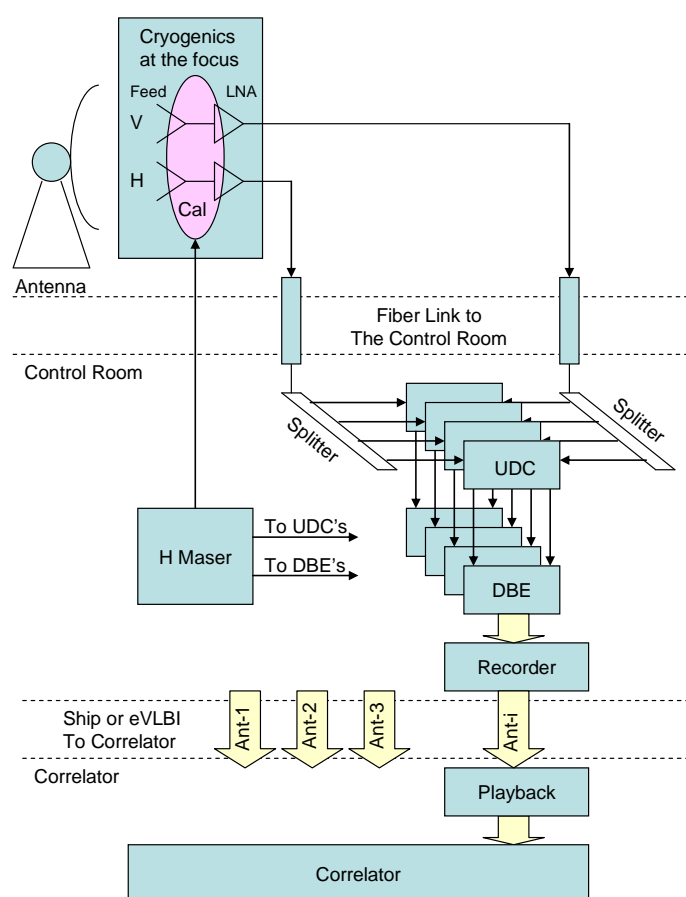 Cryogenics
at the focus
Feed
LNA
V
H
Cal
Antenna
Fiber Link to
The Control Room
Control Room
Splitter
Splitter
UDC
To UDC's
H Maser
To DBE's
DBE
Recorder
Ship or eVLBI
To Correlator
Ant-1
Ant-2
Ant-3
Ant-i
Correlator
Playback
Correlator